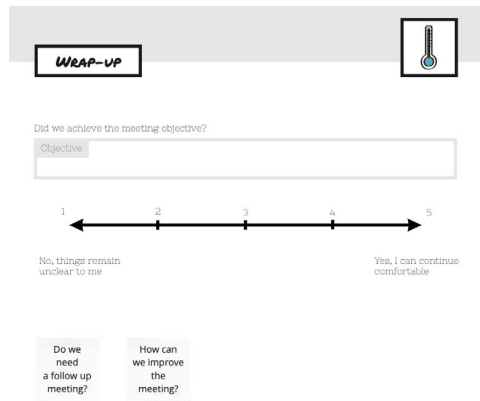 WRAP-UP
Did we achieve the meeting objective?
Objective
1 2 3 4 5
No, things remain
unclear to me
Yes, I can continue
comfortable
Do we
need
a follow up
meeting?
How can
we improve
the
meeting?